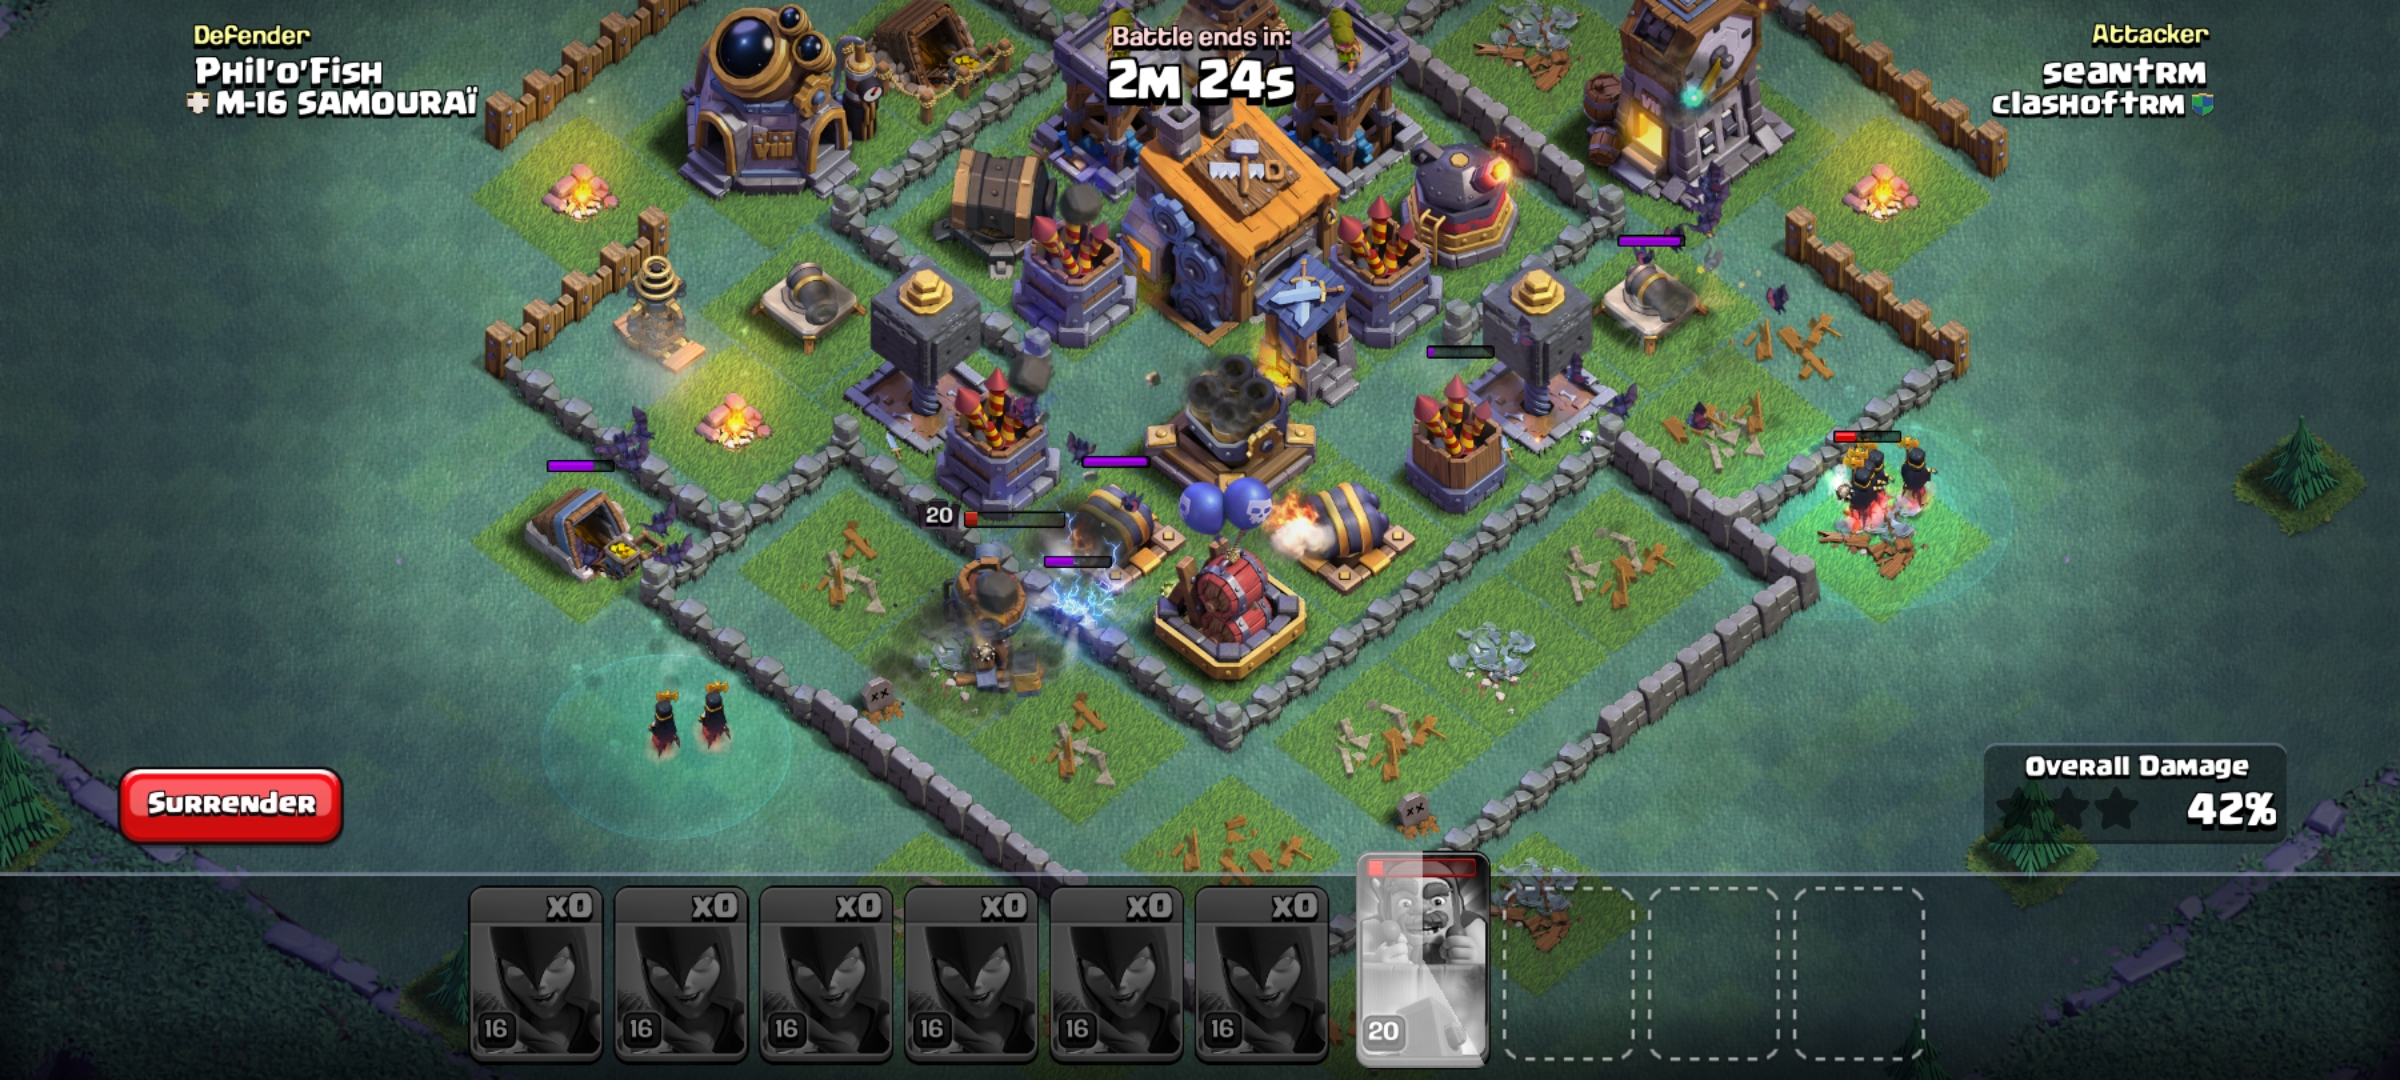 Defender
Phil'o'Fish
M-16 SAMOURAÏ
Battle ends in:
2M 24s
Attacker
seantrm
clashoftrm
VIII
20
Surrender
Overall Damage
42%
x0 x0 x0 x0 x0 x0
16 16 16 16 16 16 20